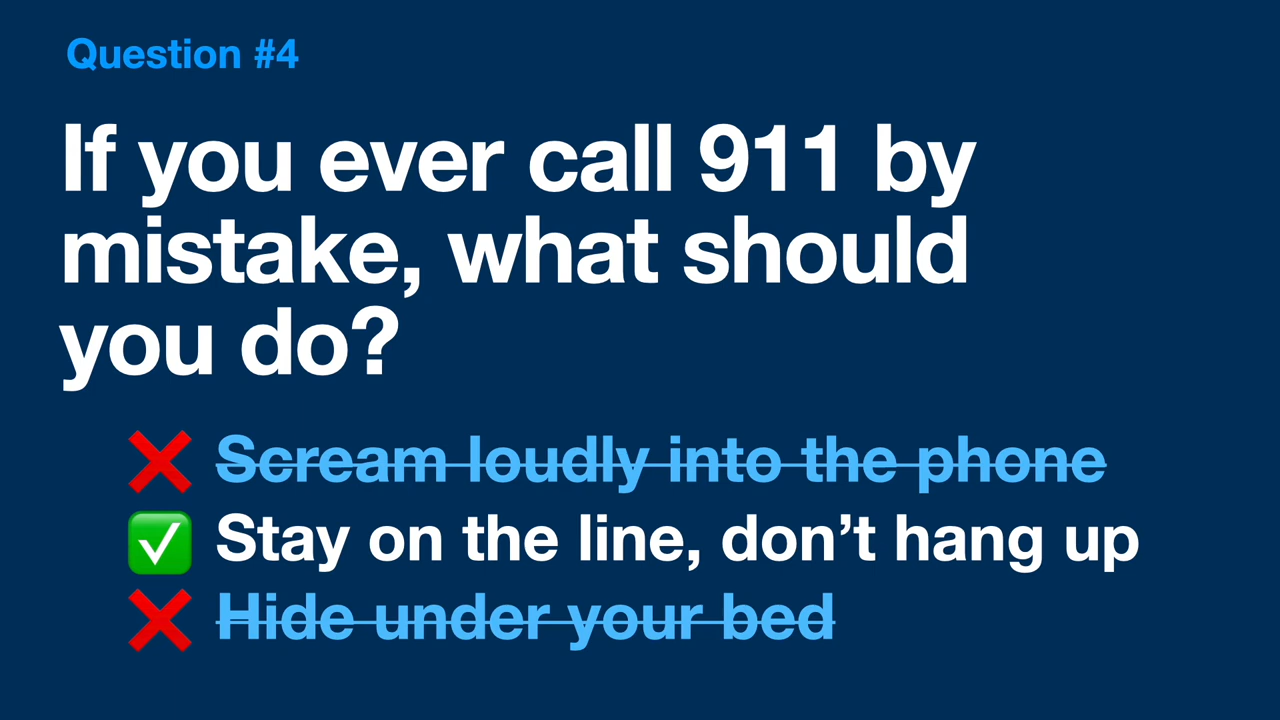 Question #4
If you ever call 911 by
mistake, what should
you do?
❌ Scream loudly into the phone
✅ Stay on the line, don’t hang up
❌ Hide under your bed